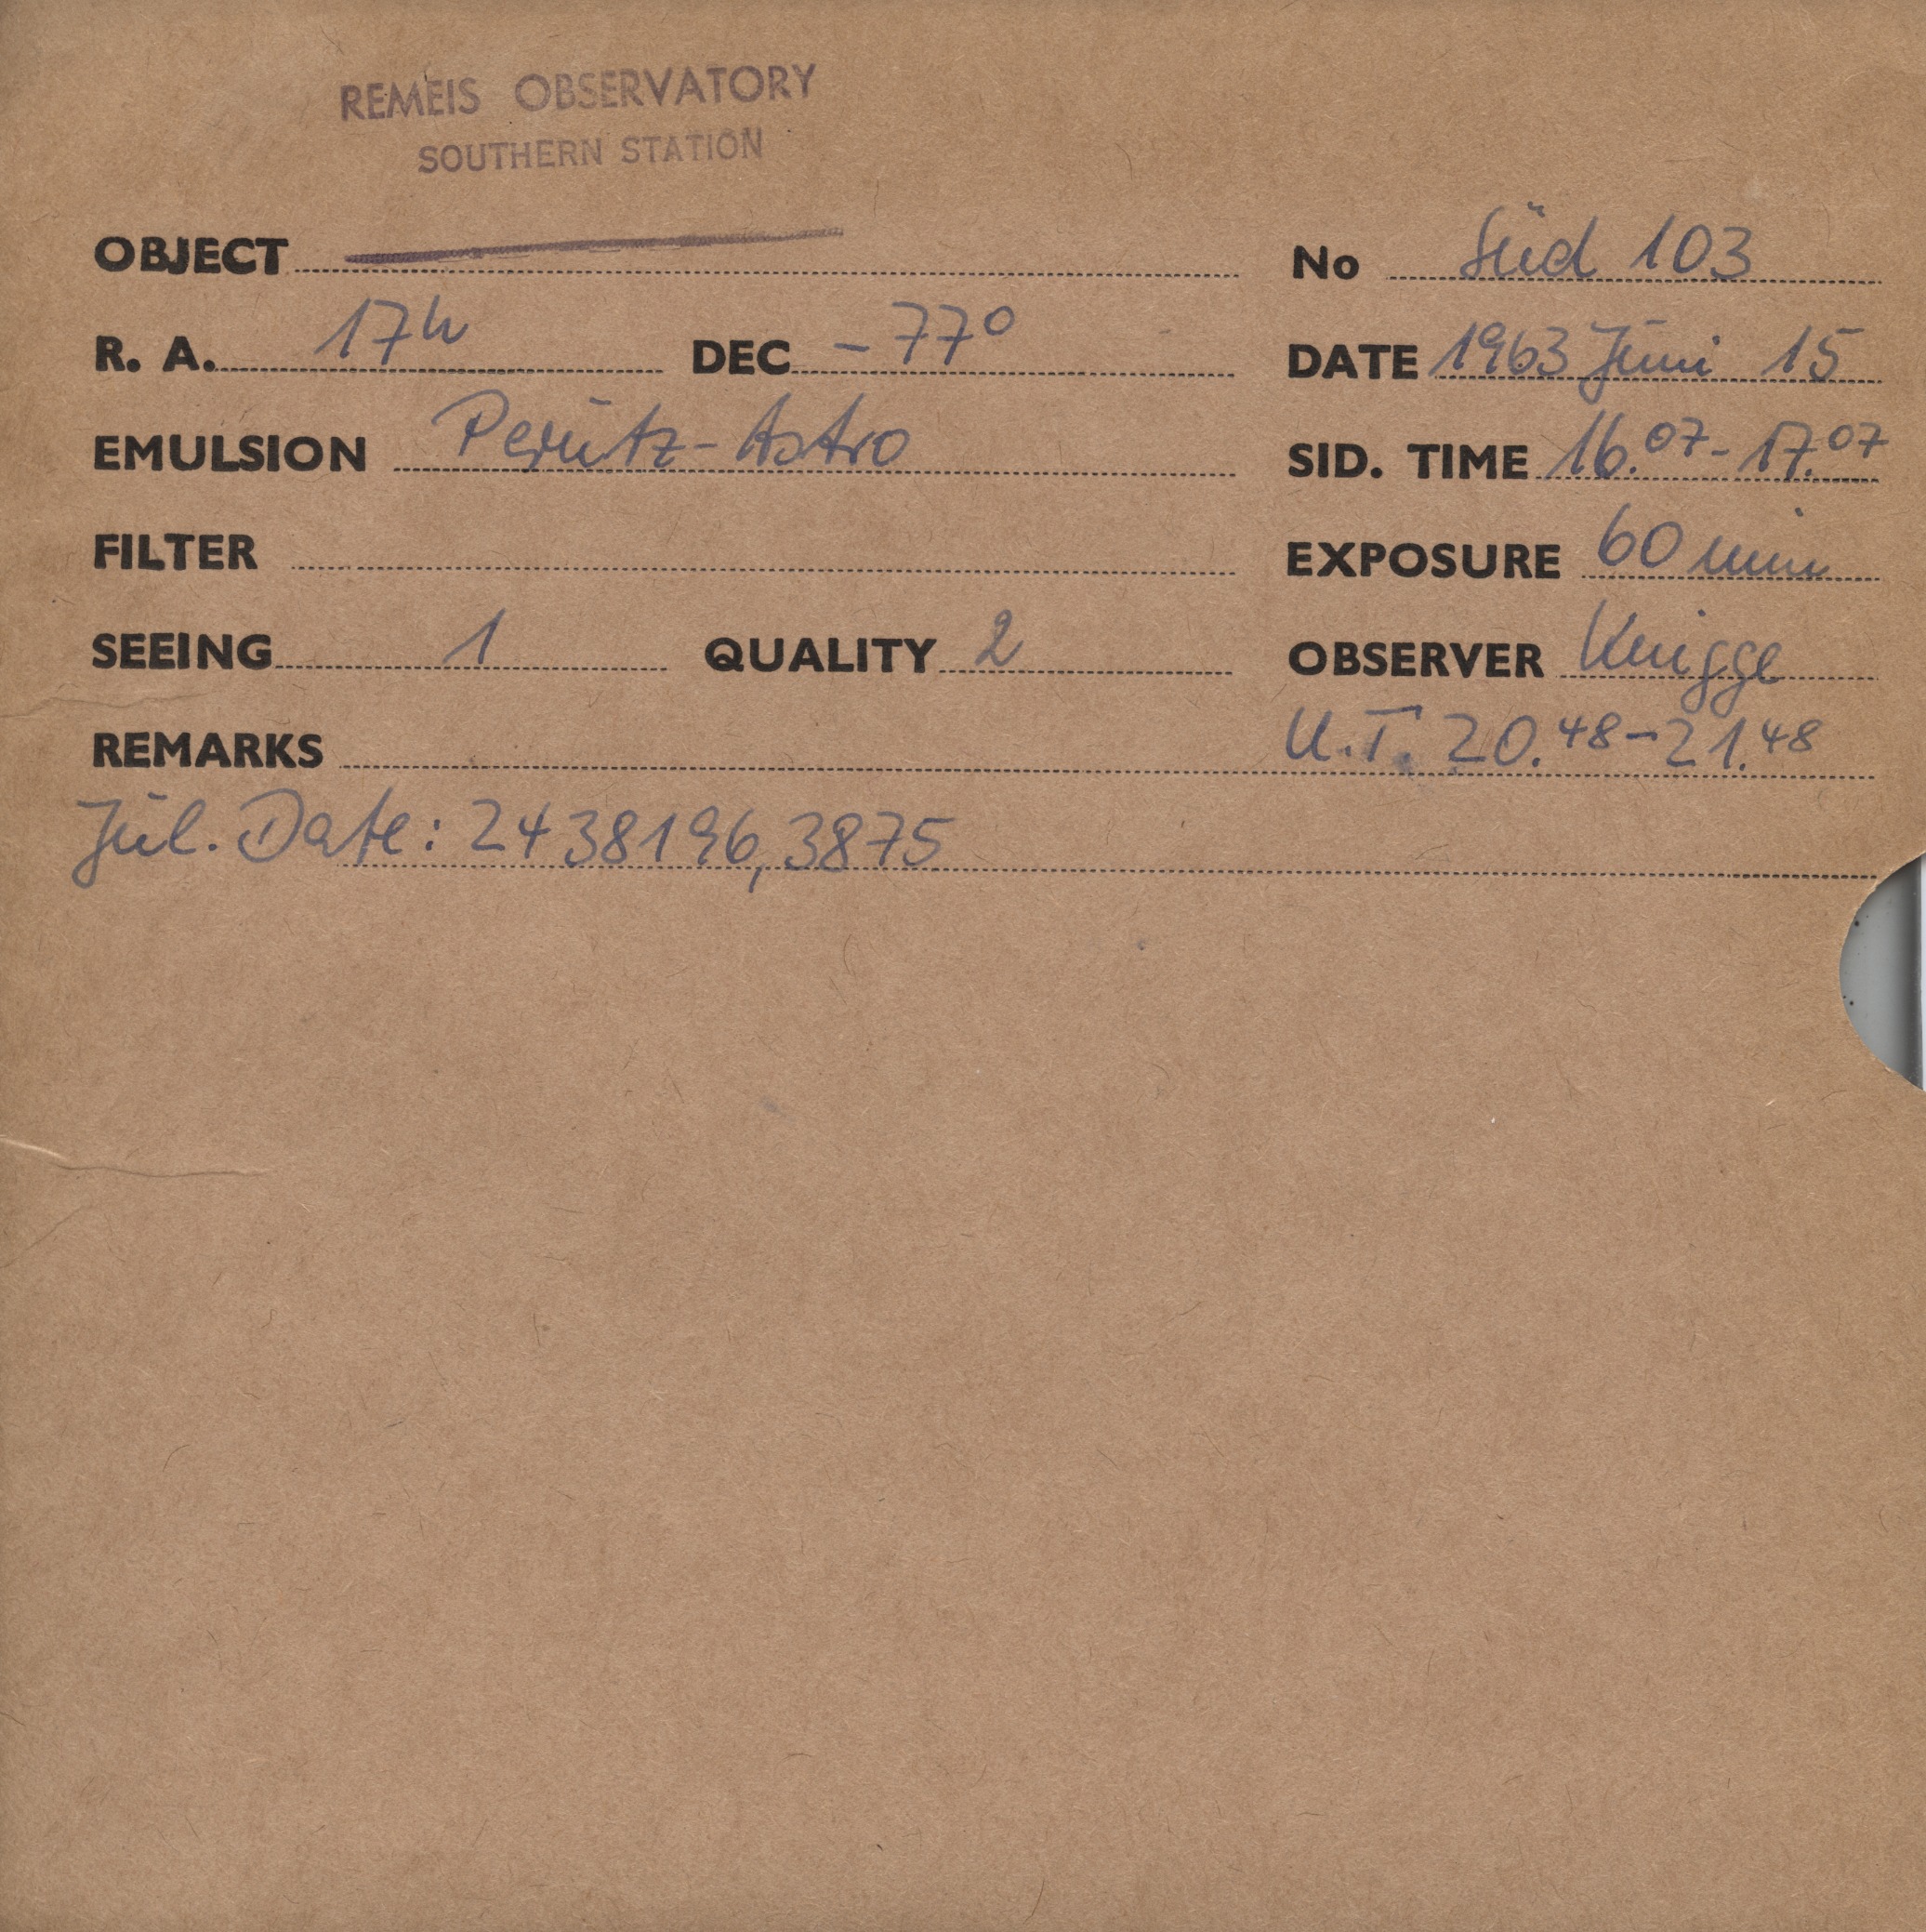 REMEIS OBSERVATORY
SOUTHERN STATION
OBJECT No Süd 103
R. A. 17h DEC -77° DATE 1963 Juni 15
EMULSION Perutz-Astro SID. TIME 16.07-17.07
FILTER EXPOSURE 60 min
SEEING 1 QUALITY 2 OBSERVER Knigge
REMARKS U.T. 20.48-21.48
Jul. Date: 2438196,3875